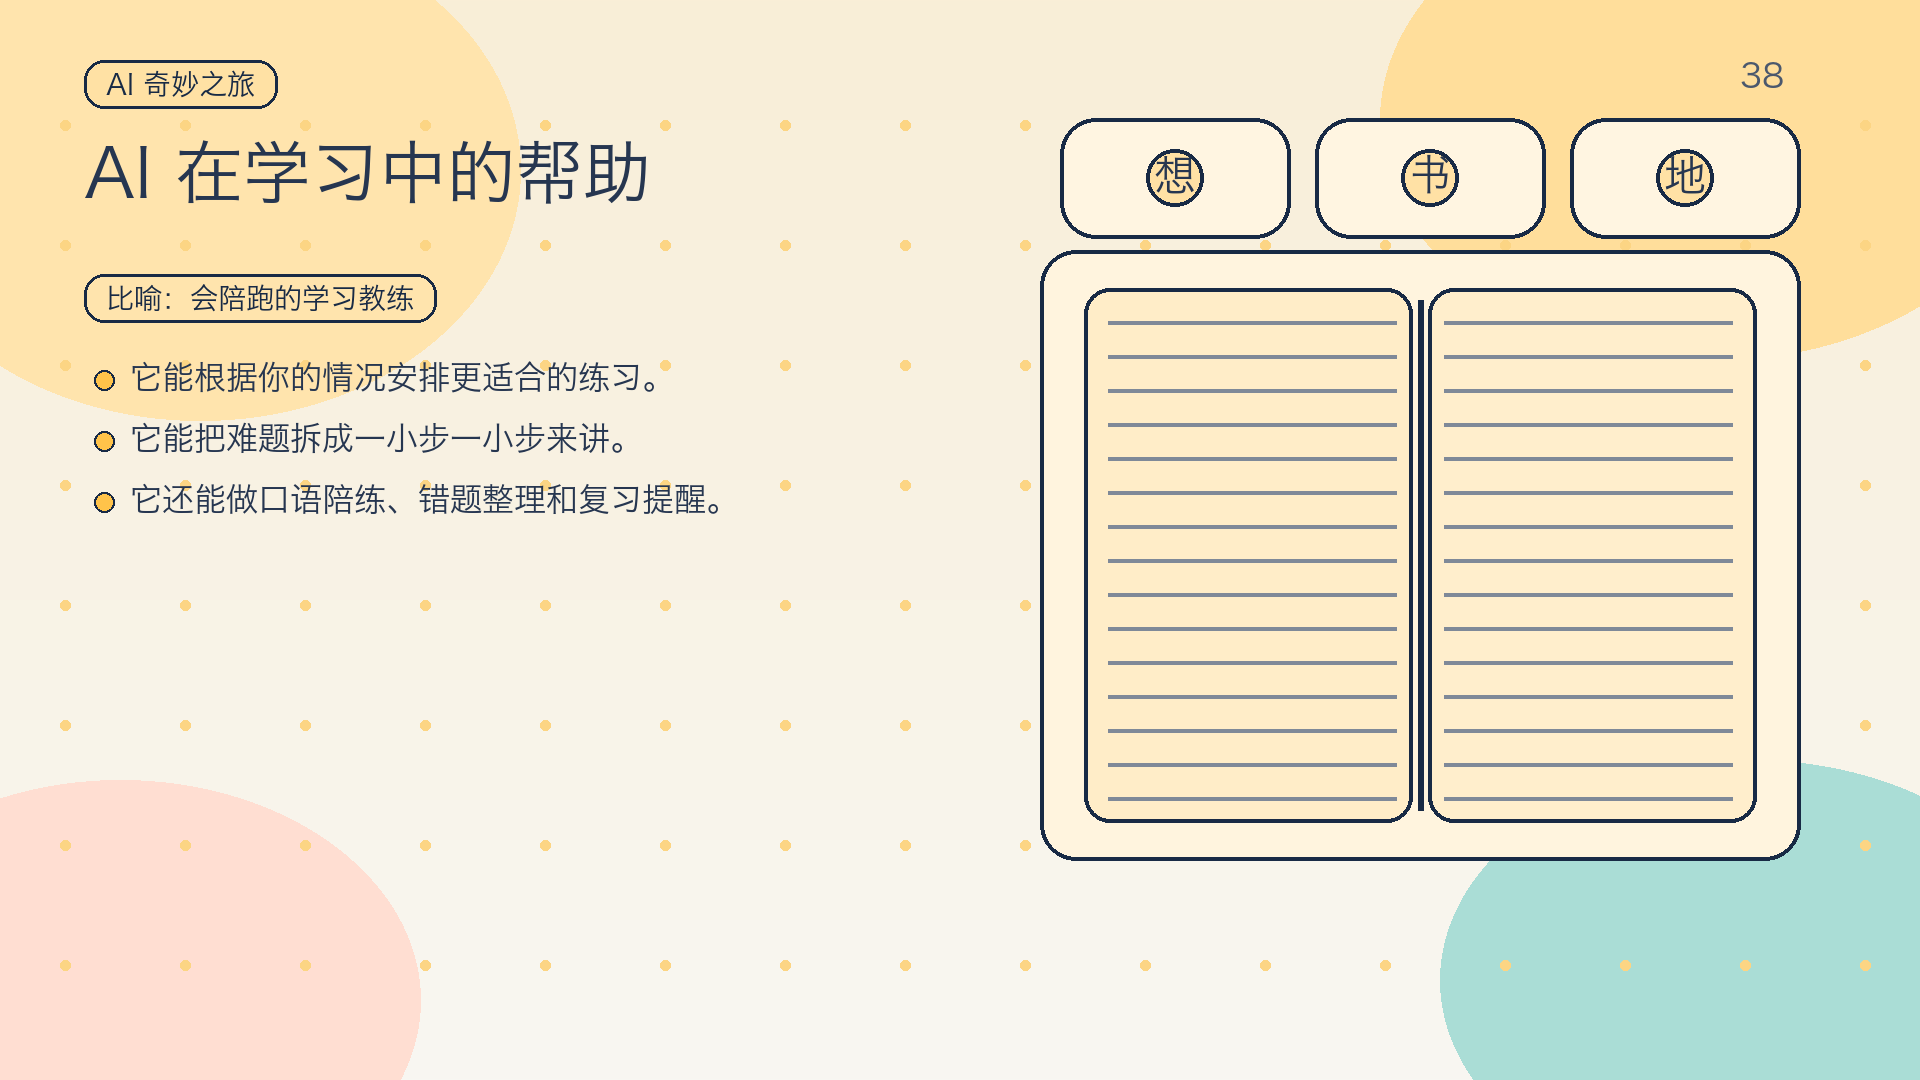 AI 奇妙之旅
38
AI 在学习中的帮助
比喻：会陪跑的学习教练
它能根据你的情况安排更适合的练习。
它能把难题拆成一小步一小步来讲。
它还能做口语陪练、错题整理和复习提醒。
想
书
地